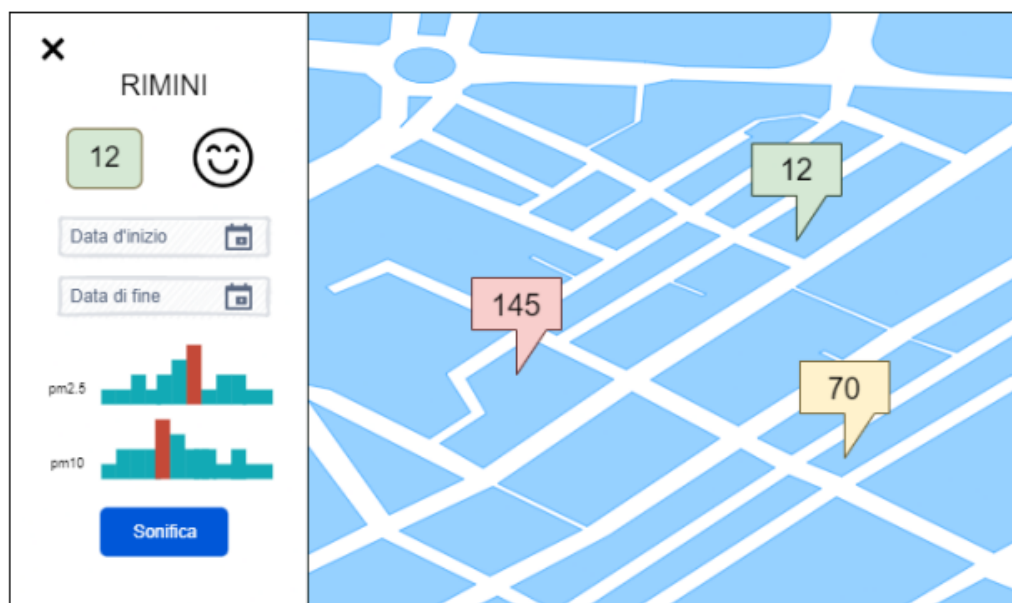 RIMINI
12
Data d'inizio
Data di fine
pm2.5
pm10
Sonifica
12
145
70